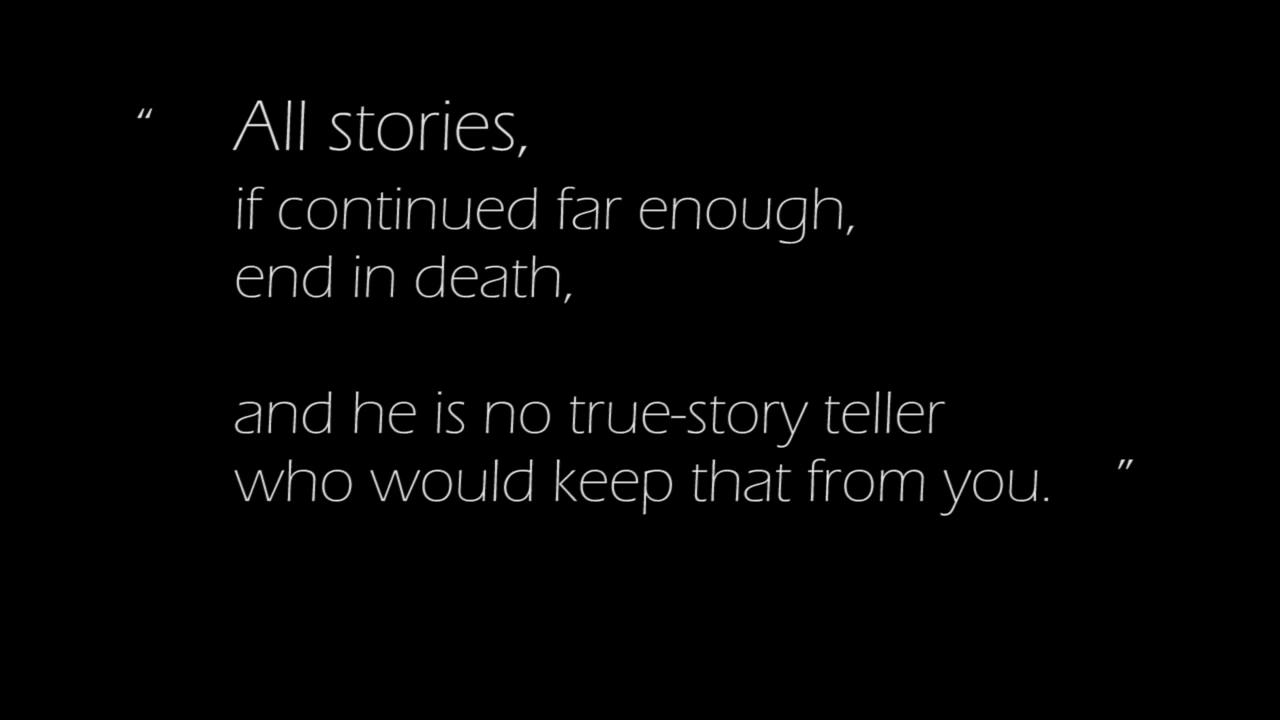 “ All stories,
if continued far enough,
end in death,
and he is no true-story teller
who would keep that from you. ”